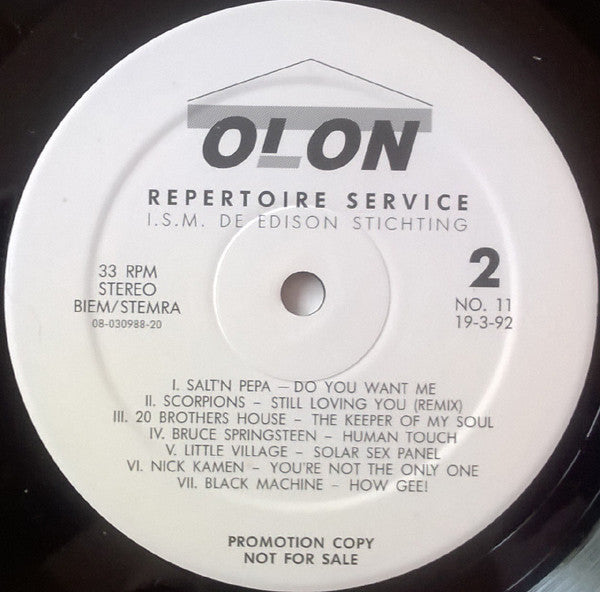 OLON
REPERTOIRE SERVICE
I.S.M. DE EDISON STICHTING
33 RPM
STEREO
BIEM/STEMRA
08-030988-20
2
NO. 11
19-3-92
I. SALT'N PEPA – DO YOU WANT ME
II. SCORPIONS – STILL LOVING YOU (REMIX)
III. 20 BROTHERS HOUSE – THE KEEPER OF MY SOUL
IV. BRUCE SPRINGSTEEN – HUMAN TOUCH
V. LITTLE VILLAGE – SOLAR SEX PANEL
VI. NICK KAMEN – YOU'RE NOT THE ONLY ONE
VII. BLACK MACHINE – HOW GEE!
PROMOTION COPY
NOT FOR SALE